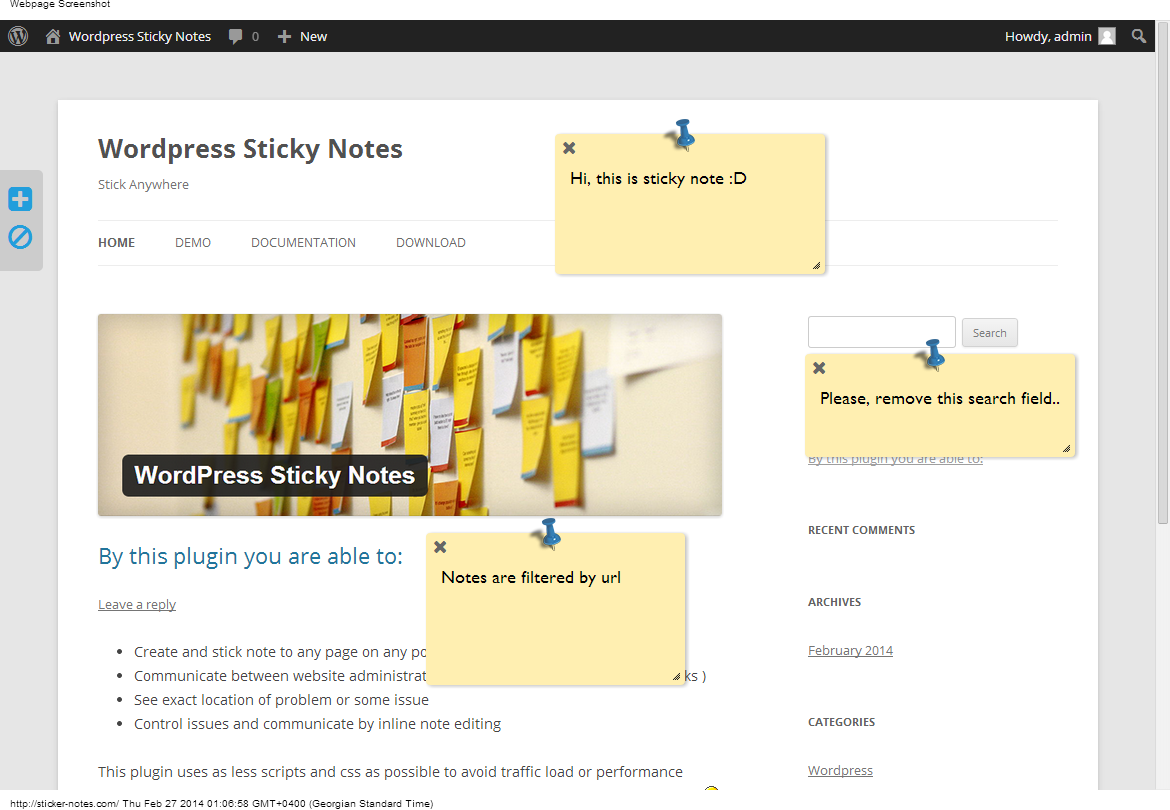 Webpage Screenshot
Wordpress Sticky Notes 0 New Howdy, admin
Wordpress Sticky Notes
Stick Anywhere
Hi, this is sticky note :D
HOME DEMO DOCUMENTATION DOWNLOAD
WordPress Sticky Notes
Search
Please, remove this search field..
By this plugin you are able to:
By this plugin you are able to:
Leave a reply
Notes are filtered by url
Create and stick note to any page on any
Communicate between website ks )
See exact location of problem or some issue
Control issues and communicate by inline note editing
This plugin uses as less scripts and css as possible to avoid traffic load or performance
RECENT COMMENTS
ARCHIVES
February 2014
CATEGORIES
Wordpress
http://sticker-notes.com/ Thu Feb 27 2014 01:06:58 GMT+0400 (Georgian Standard Time)